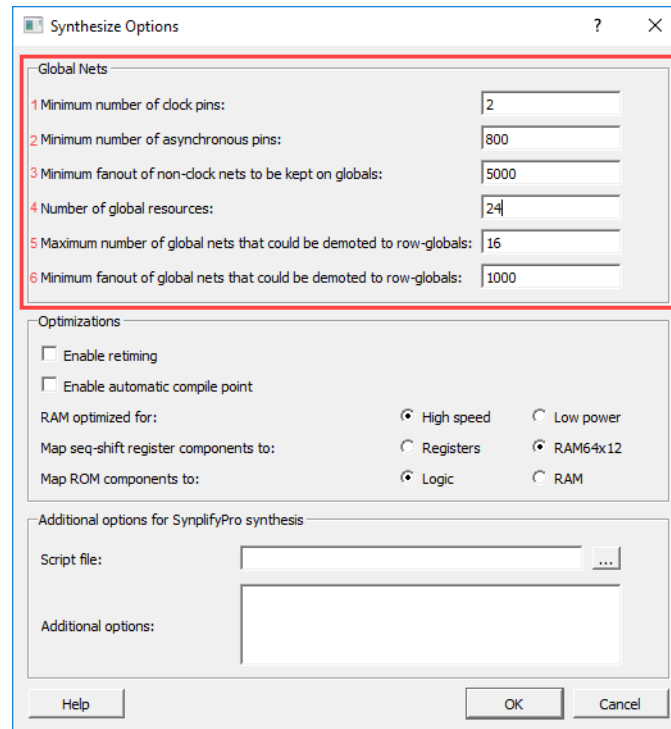 Synthesize Options ? ×
Global Nets
1 Minimum number of clock pins: 2
2 Minimum number of asynchronous pins: 800
3 Minimum fanout of non-clock nets to be kept on globals: 5000
4 Number of global resources: 24
5 Maximum number of global nets that could be demoted to row-globals: 16
6 Minimum fanout of global nets that could be demoted to row-globals: 1000
Optimizations
Enable retiming
Enable automatic compile point
RAM optimized for: High speed Low power
Map seq-shift register components to: Registers RAM64x12
Map ROM components to: Logic RAM
Additional options for SynplifyPro synthesis
Script file: ...
Additional options:
Help OK Cancel